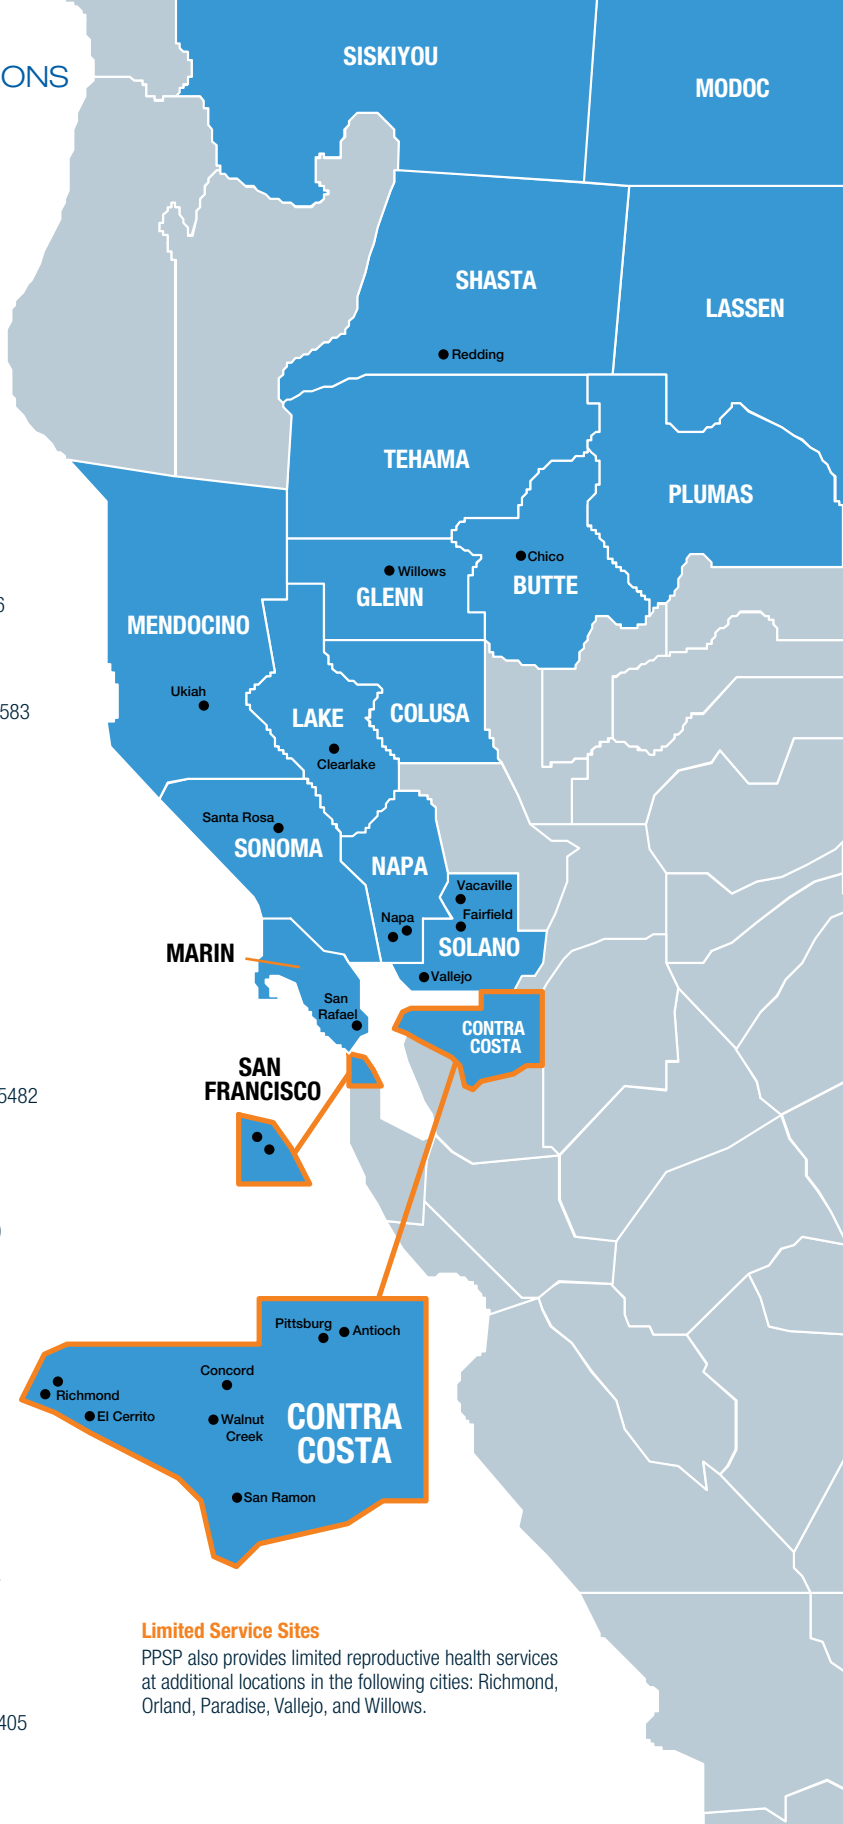 SISKIYOU
ONS
MODOC
SHASTA
LASSEN
Redding
TEHAMA
PLUMAS
Chico
Willows
BUTTE
GLENN
6
MENDOCINO
Ukiah
583
LAKE
COLUSA
Clearlake
Santa Rosa
SONOMA
NAPA
Vacaville
Napa
Fairfield
SOLANO
MARIN
Vallejo
San
Rafael
CONTRA
COSTA
SAN
FRANCISCO
5482
Pittsburg
Antioch
Concord
Richmond
El Cerrito
Walnut
Creek
CONTRA
COSTA
San Ramon
Limited Service Sites
PPSP also provides limited reproductive health services
at additional locations in the following cities: Richmond,
Orland, Paradise, Vallejo, and Willows.
405